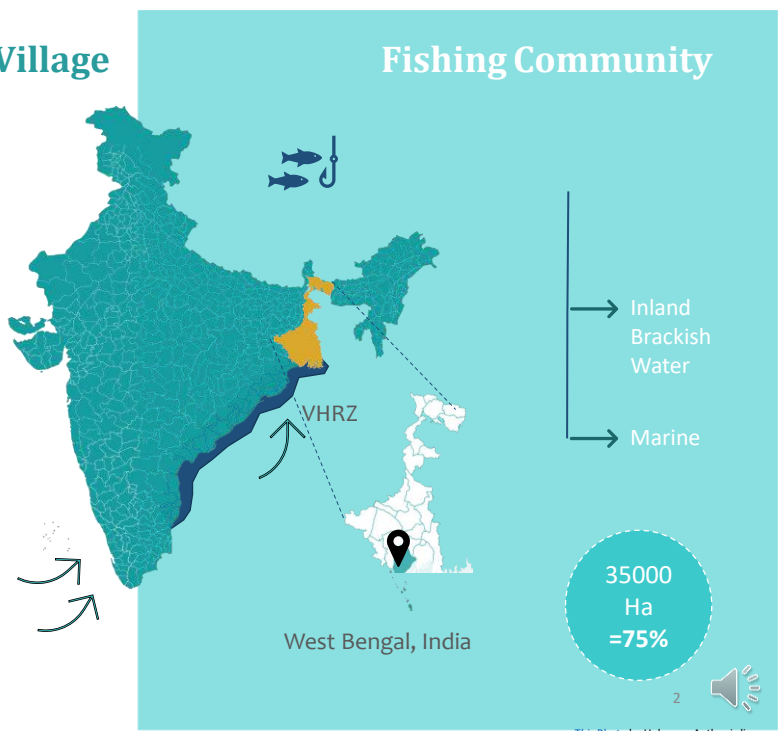 Village
Fishing Community
Inland
Brackish
Water
VHRZ
Marine
35000
Ha
=75%
West Bengal, India
2